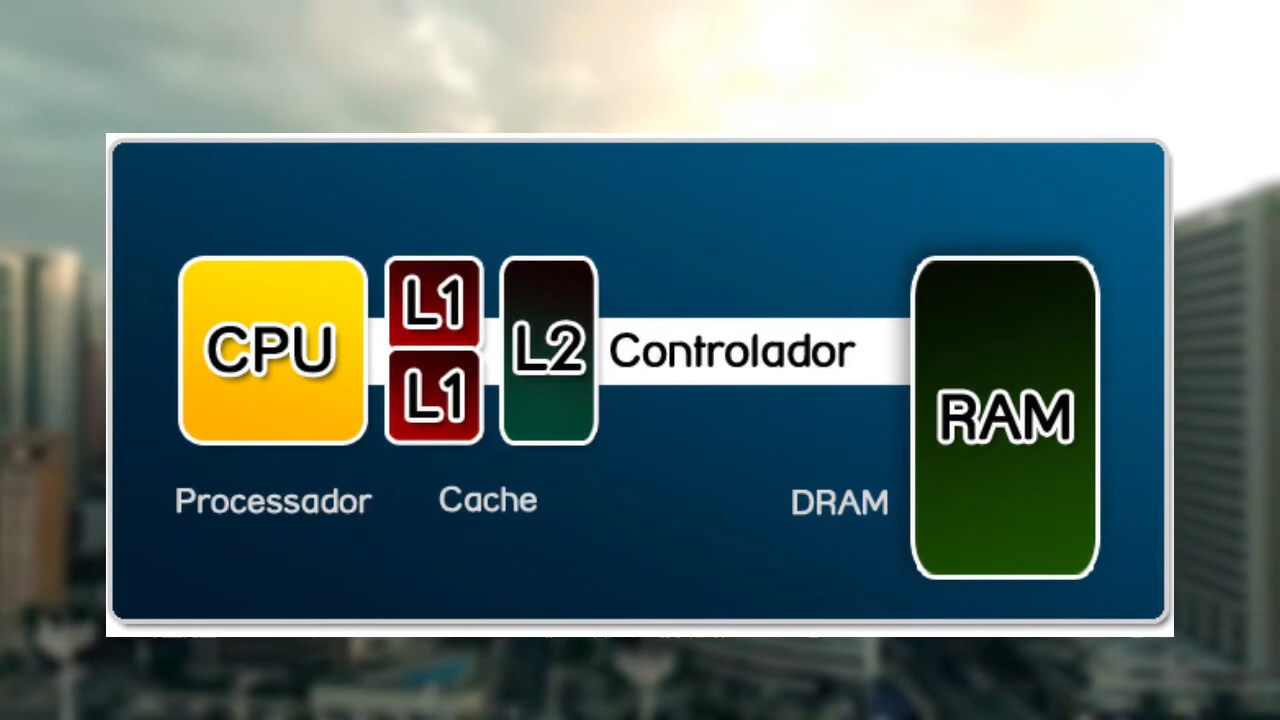 CPU
L1
L1
L2
Controlador
RAM
Processador
Cache
DRAM